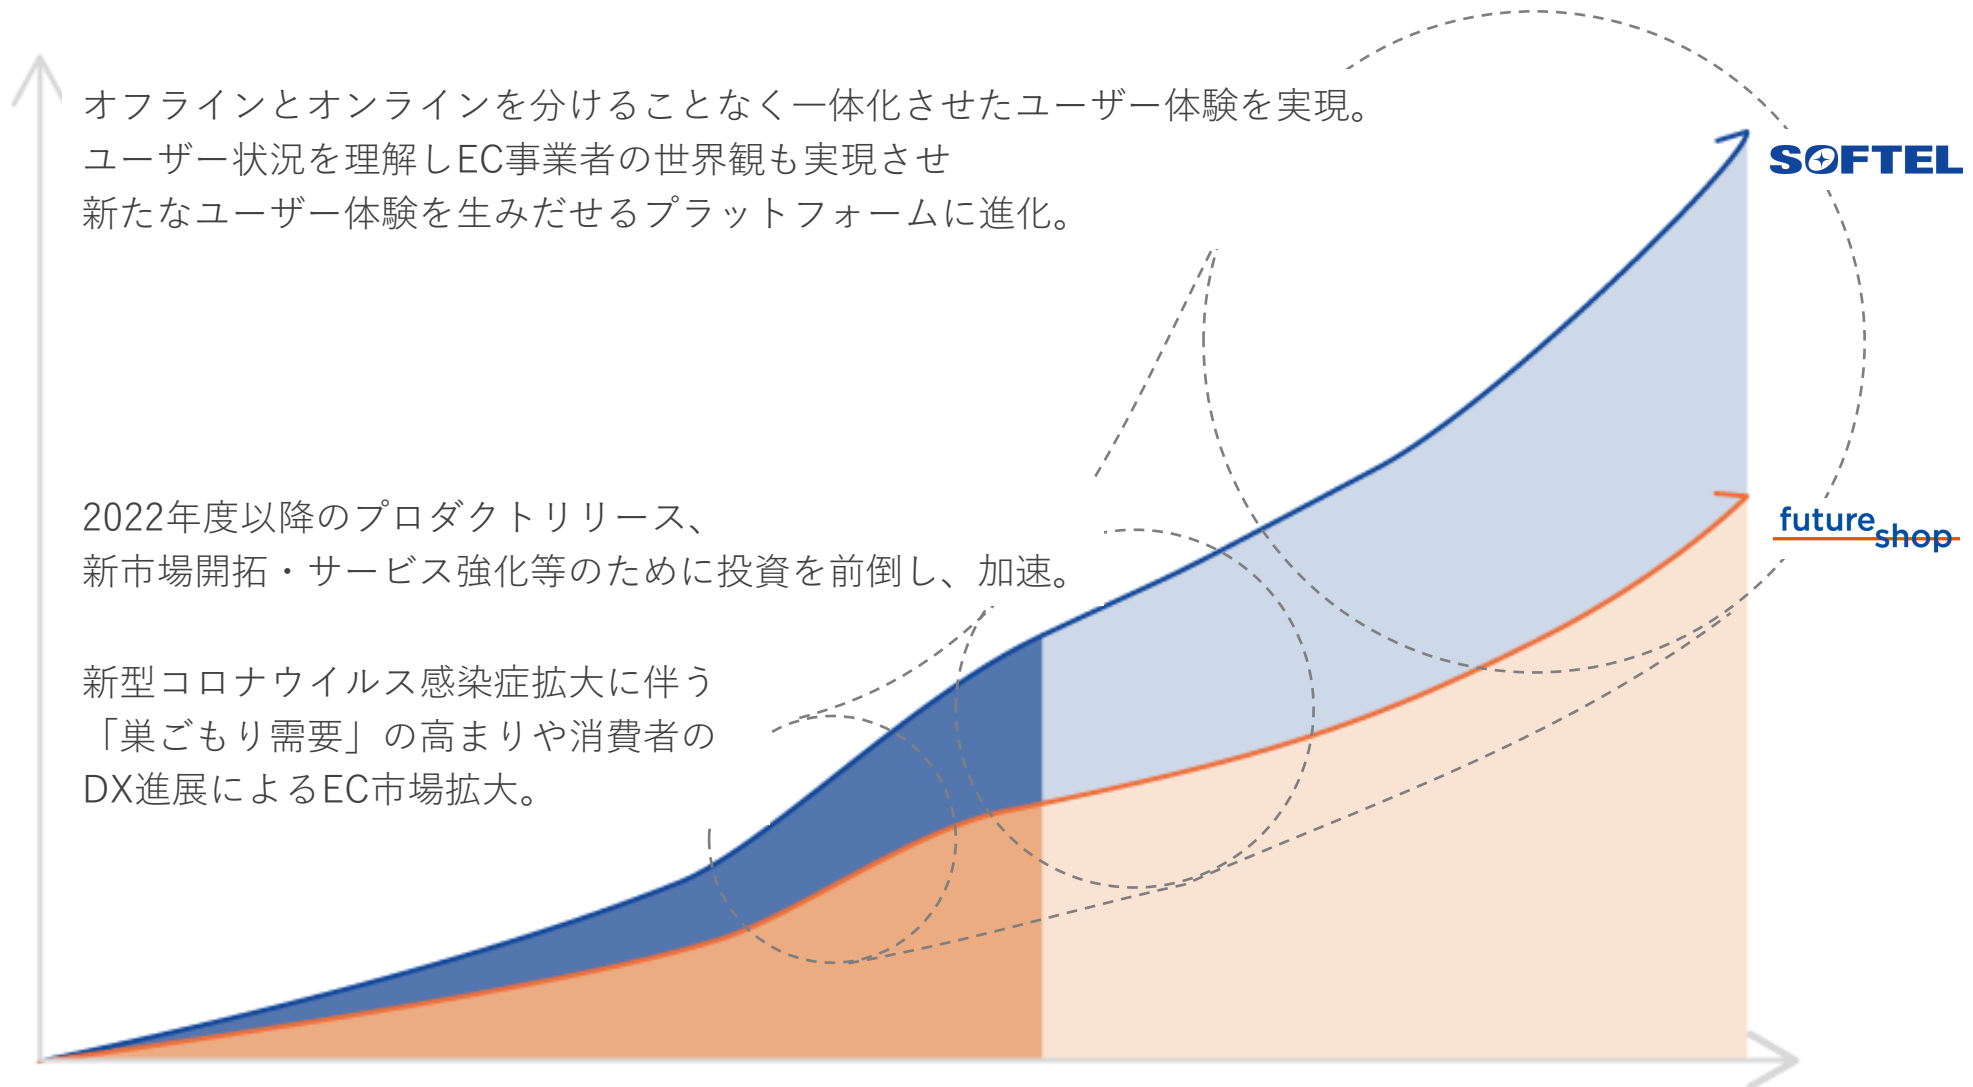 オフラインとオンラインを分けることなく一体化させたユーザー体験を実現。
ユーザー状況を理解しEC事業者の世界観も実現させ
新たなユーザー体験を生みだせるプラットフォームに進化。
SOFTEL
2022年度以降のプロダクトリリース、
新市場開拓・サービス強化等のために投資を前倒し、加速。
future
shop
新型コロナウイルス感染症拡大に伴う
「巣ごもり需要」の高まりや消費者の
DX進展によるEC市場拡大。